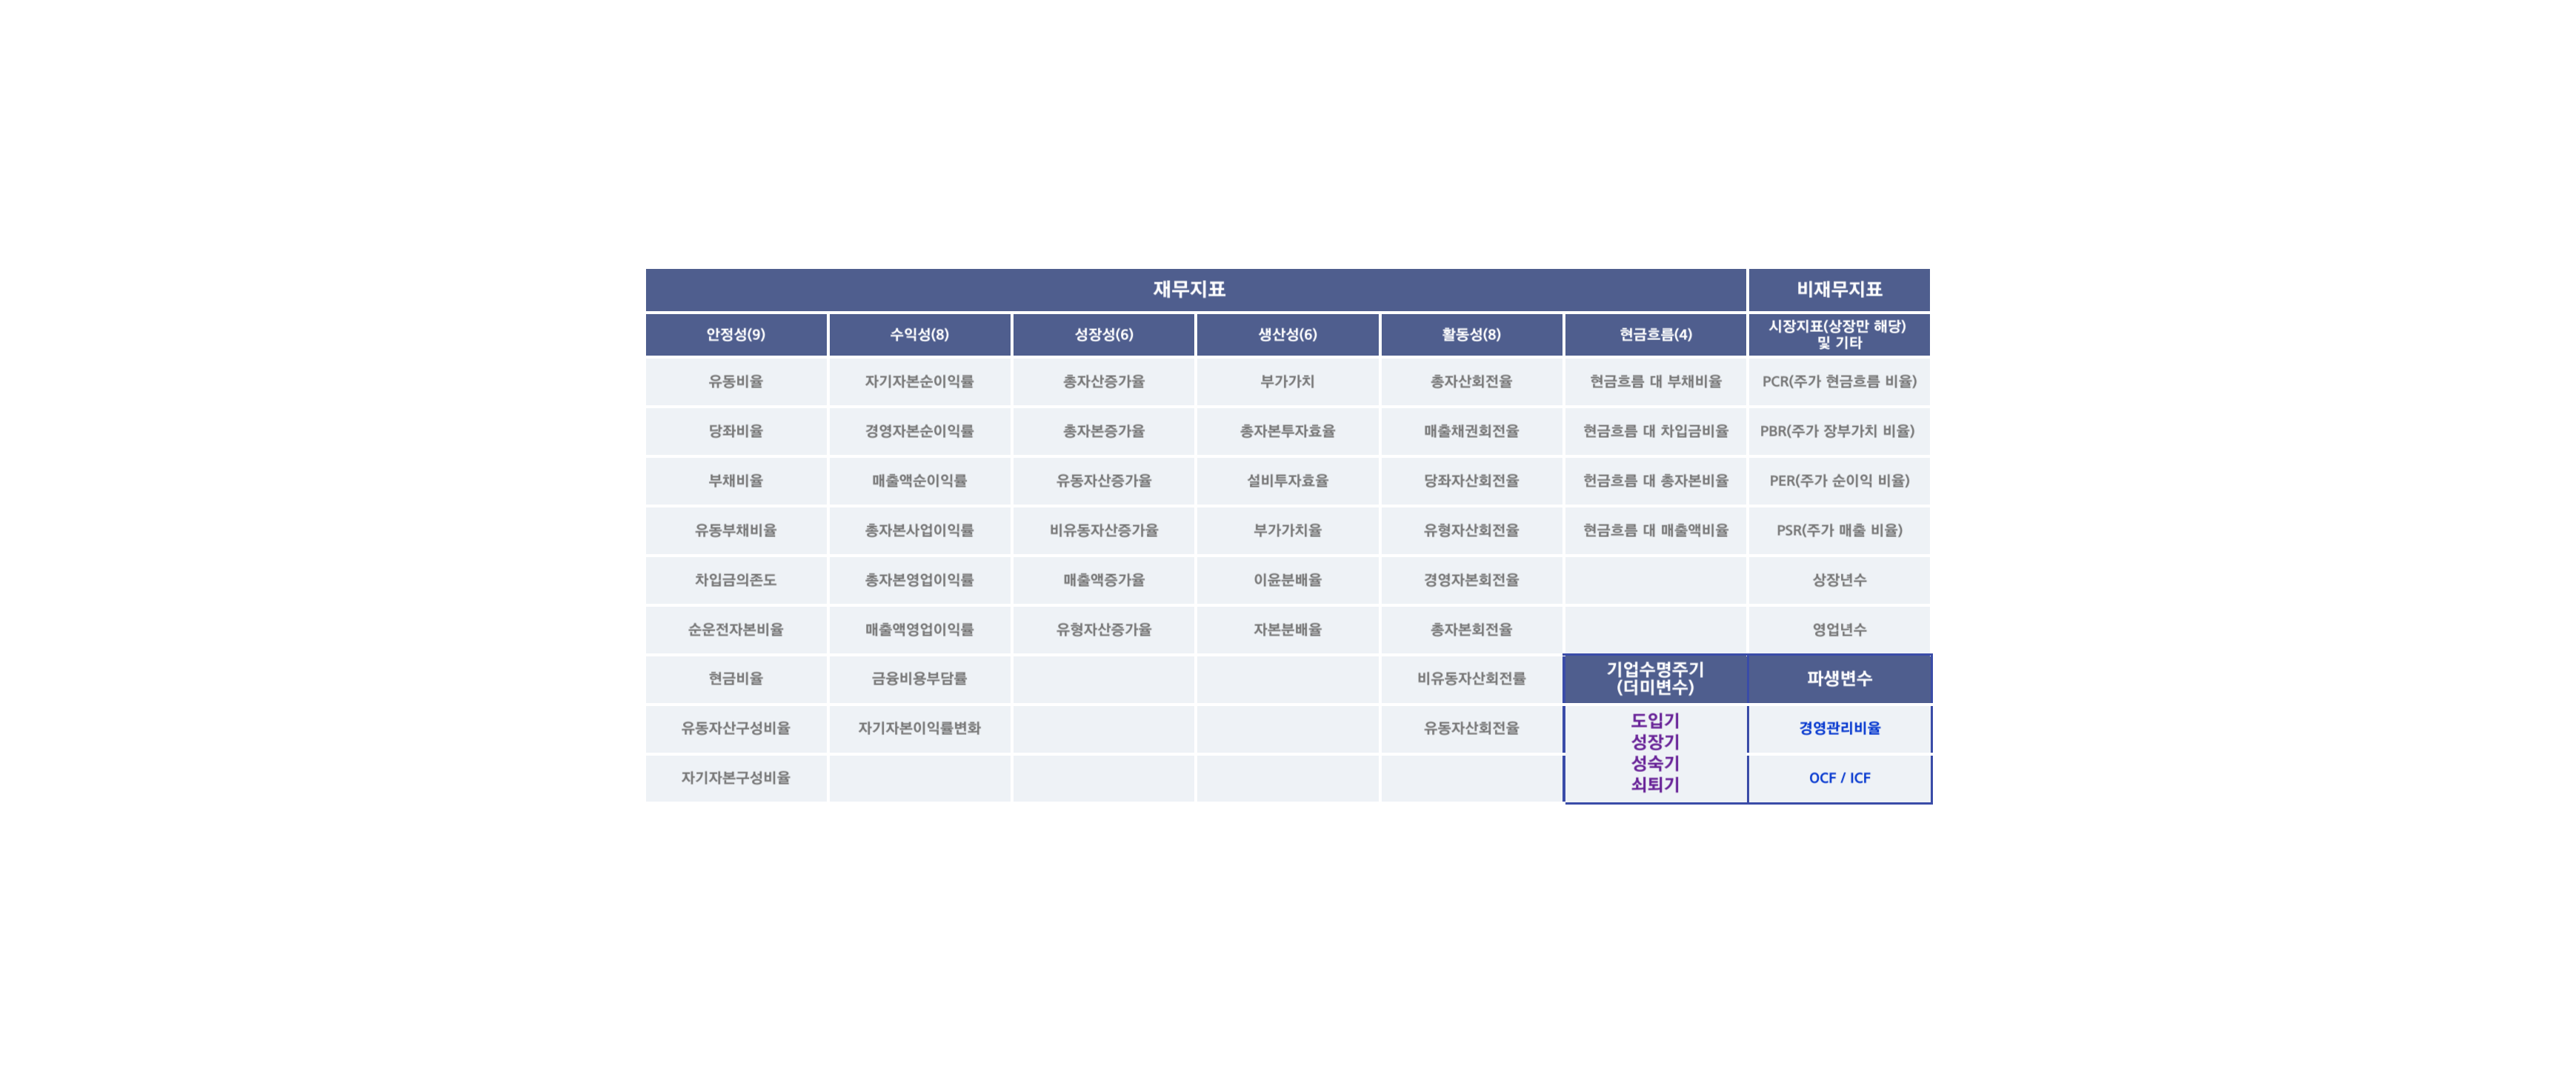 재무지표 비재무지표
안정성(9) 수익성(8) 성장성(6) 생산성(6) 활동성(8) 현금흐름(4) 시장지표(상장만 해당)
및 기타
유동비율 자기자본순이익률 총자산증가율 부가가치 총자산회전율 현금흐름 대 부채비율 PCR(주가 현금흐름 비율)
당좌비율 경영자본순이익률 총자본증가율 총자본투자효율 매출채권회전율 현금흐름 대 차입금비율 PBR(주가 장부가치 비율)
부채비율 매출액순이익률 유동자산증가율 설비투자효율 당좌자산회전율 헌금흐름 대 총자본비율 PER(주가 순이익 비율)
유동부채비율 총자본사업이익률 비유동자산증가율 부가가치율 유형자산회전율 현금흐름 대 매출액비율 PSR(주가 매출 비율)
차입금의존도 총자본영업이익률 매출액증가율 이윤분배율 경영자본회전율 상장년수
순운전자본비율 매출액영업이익률 유형자산증가율 자본분배율 총자본회전율 영업년수
현금비율 금융비용부담률 비유동자산회전률 기업수명주기 파생변수
(더미변수)
유동자산구성비율 자기자본이익률변화 유동자산회전율 도입기 경영관리비율
성장기
성숙기
자기자본구성비율 쇠퇴기 OCF / ICF